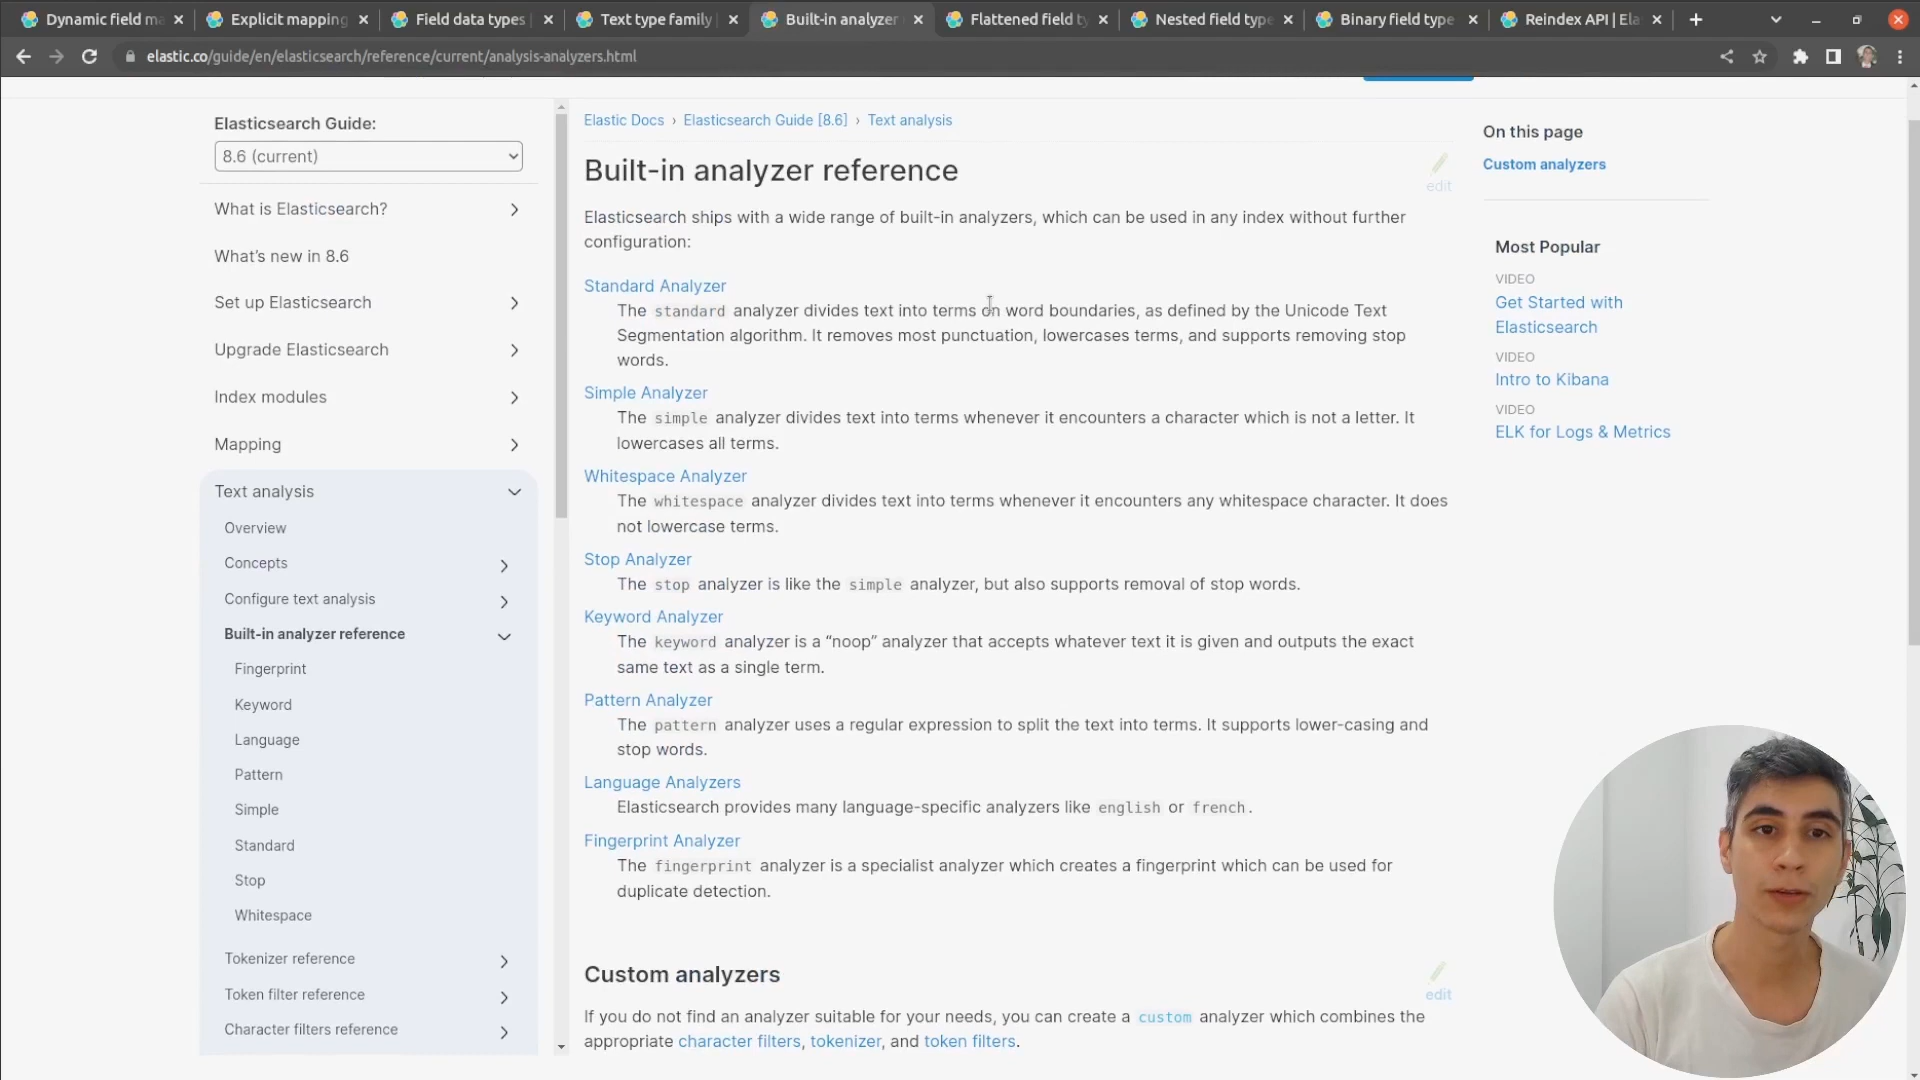 Dynamic field ma
Explicit mapping
Field data types
Text type family
Built-in analyzer
Flattened field ty
Nested field type
Binary field type
Reindex API | Ela
elastic.co/guide/en/elasticsearch/reference/current/analysis-analyzers.html
Elasticsearch Guide:
8.6 (current)
What is Elasticsearch?
What's new in 8.6
Set up Elasticsearch
Upgrade Elasticsearch
Index modules
Mapping
Text analysis
Overview
Concepts
Configure text analysis
Built-in analyzer reference
Fingerprint
Keyword
Language
Pattern
Simple
Standard
Stop
Whitespace
Tokenizer reference
Token filter reference
Character filters reference
Elastic Docs › Elasticsearch Guide [8.6] › Text analysis
Built-in analyzer reference
edit
Elasticsearch ships with a wide range of built-in analyzers, which can be used in any index without further
configuration:
Standard Analyzer
The standard analyzer divides text into terms on word boundaries, as defined by the Unicode Text
Segmentation algorithm. It removes most punctuation, lowercases terms, and supports removing stop
words.
Simple Analyzer
The simple analyzer divides text into terms whenever it encounters a character which is not a letter. It
lowercases all terms.
Whitespace Analyzer
The whitespace analyzer divides text into terms whenever it encounters any whitespace character. It does
not lowercase terms.
Stop Analyzer
The stop analyzer is like the simple analyzer, but also supports removal of stop words.
Keyword Analyzer
The keyword analyzer is a “noop” analyzer that accepts whatever text it is given and outputs the exact
same text as a single term.
Pattern Analyzer
The pattern analyzer uses a regular expression to split the text into terms. It supports lower-casing and
stop words.
Language Analyzers
Elasticsearch provides many language-specific analyzers like english or french.
Fingerprint Analyzer
The fingerprint analyzer is a specialist analyzer which creates a fingerprint which can be used for
duplicate detection.
Custom analyzers
edit
If you do not find an analyzer suitable for your needs, you can create a custom analyzer which combines the
appropriate character filters, tokenizer, and token filters.
On this page
Custom analyzers
Most Popular
VIDEO
Get Started with
Elasticsearch
VIDEO
Intro to Kibana
VIDEO
ELK for Logs & Metrics